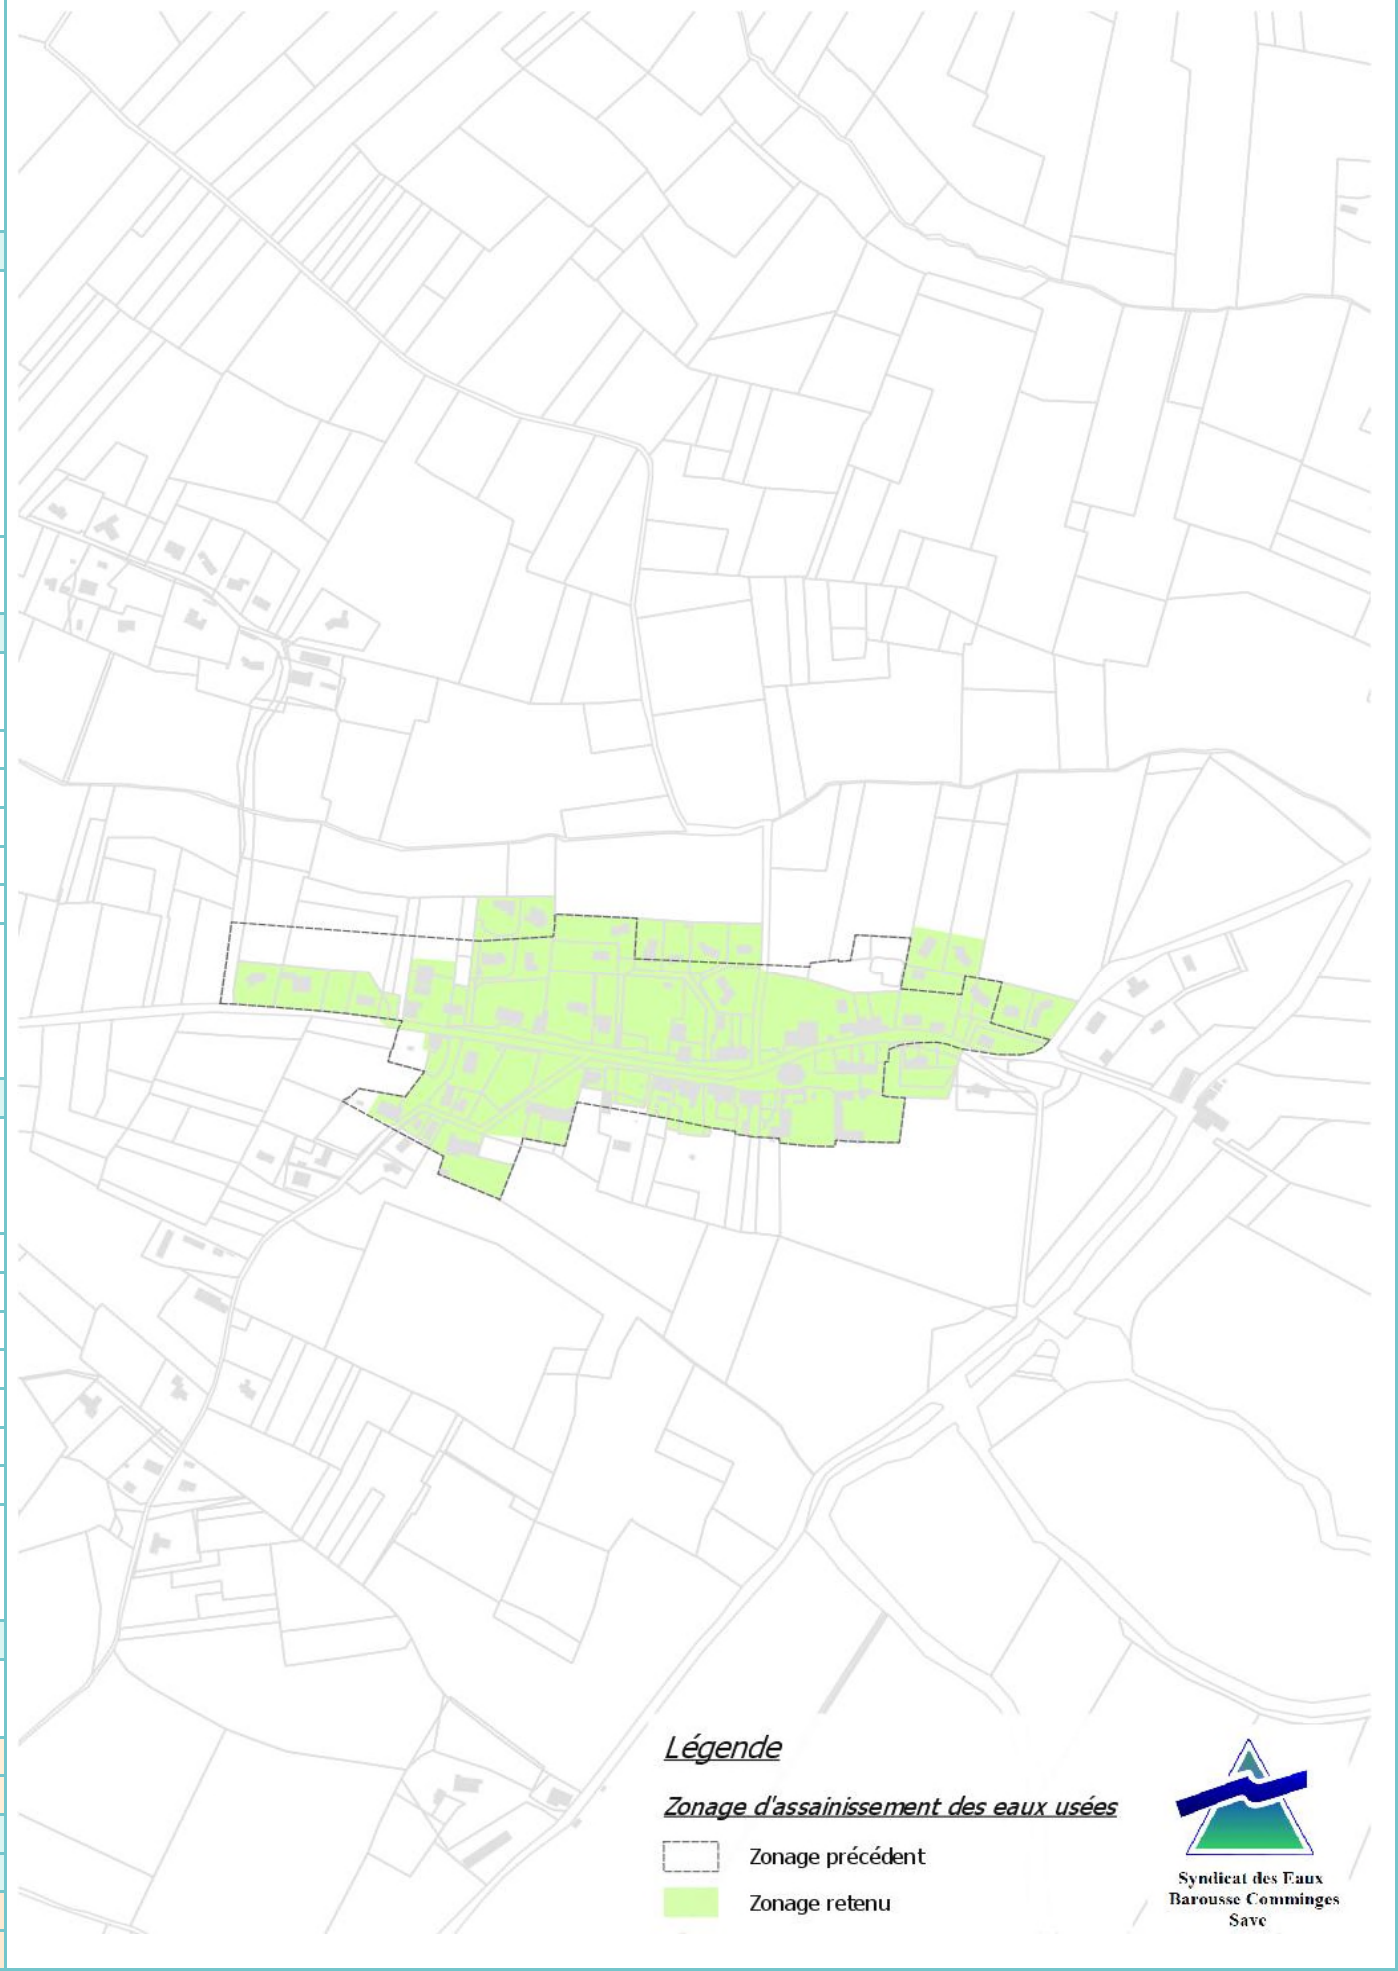 Légende
Zonage d'assainissement des eaux usées
Zonage précédent
Zonage retenu
Syndicat des Eaux
Barousse Comminges
Save